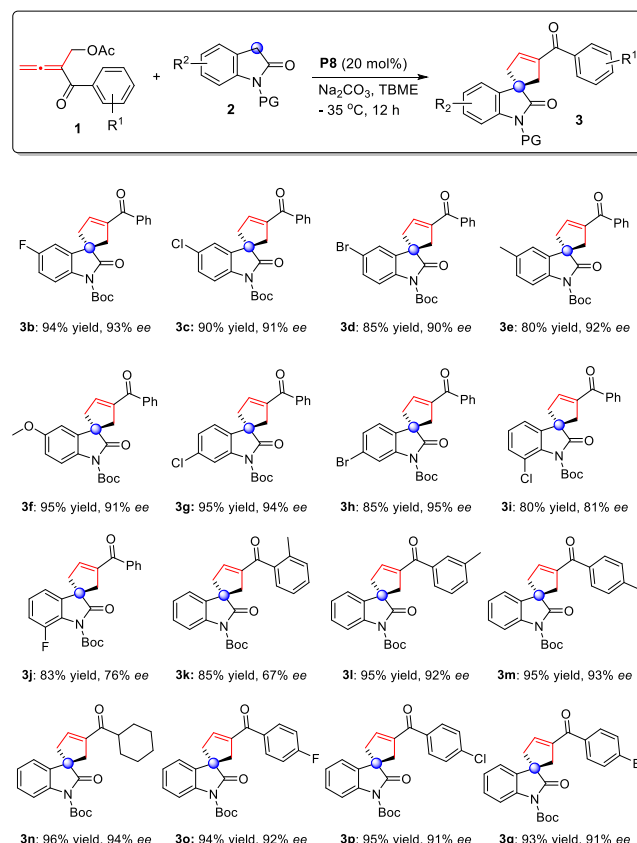 OAc
O
R¹
1
+
R²
O
N
PG
2
P8 (20 mol%)
Na₂CO₃, TBME
- 35 °C, 12 h
O
R¹
R₂
O
N
PG
3
O
Ph
F
O
N
Boc
O
Ph
Cl
O
N
Boc
O
Ph
Br
O
N
Boc
O
Ph
O
N
Boc
3b: 94% yield, 93% ee
3c: 90% yield, 91% ee
3d: 85% yield, 90% ee
3e: 80% yield, 92% ee
O
Ph
O
O
N
Boc
O
Ph
Cl
O
N
Boc
O
Ph
Br
O
N
Boc
O
Ph
O
N
Cl
Boc
3f: 95% yield, 91% ee
3g: 95% yield, 94% ee
3h: 85% yield, 95% ee
3i: 80% yield, 81% ee
O
Ph
O
N
F
Boc
O
O
N
Boc
O
O
N
Boc
O
O
N
Boc
3j: 83% yield, 76% ee
3k: 85% yield, 67% ee
3l: 95% yield, 92% ee
3m: 95% yield, 93% ee
O
O
N
Boc
O
F
O
N
Boc
O
Cl
O
N
Boc
O
O
N
Boc
3n: 96% yield, 94% ee
3o: 94% yield, 92% ee
3p: 95% yield, 91% ee
3q: 93% yield, 91% ee